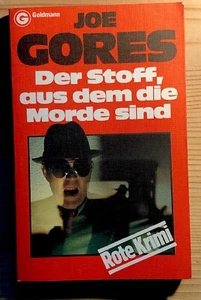 Goldmann
JOE
GORES
Der Stoff,
aus dem die
Morde sind
Rote Krimi